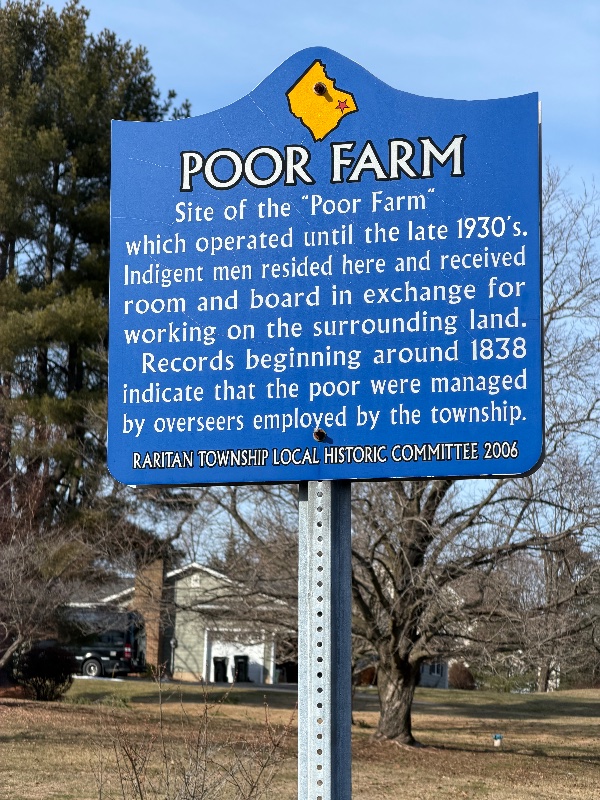 POOR FARM
Site of the "Poor Farm"
which operated until the late 1930's.
Indigent men resided here and received
room and board in exchange for
working on the surrounding land.
Records beginning around 1838
indicate that the poor were managed
by overseers employed by the township.
RARITAN TOWNSHIP LOCAL HISTORIC COMMITTEE 2006